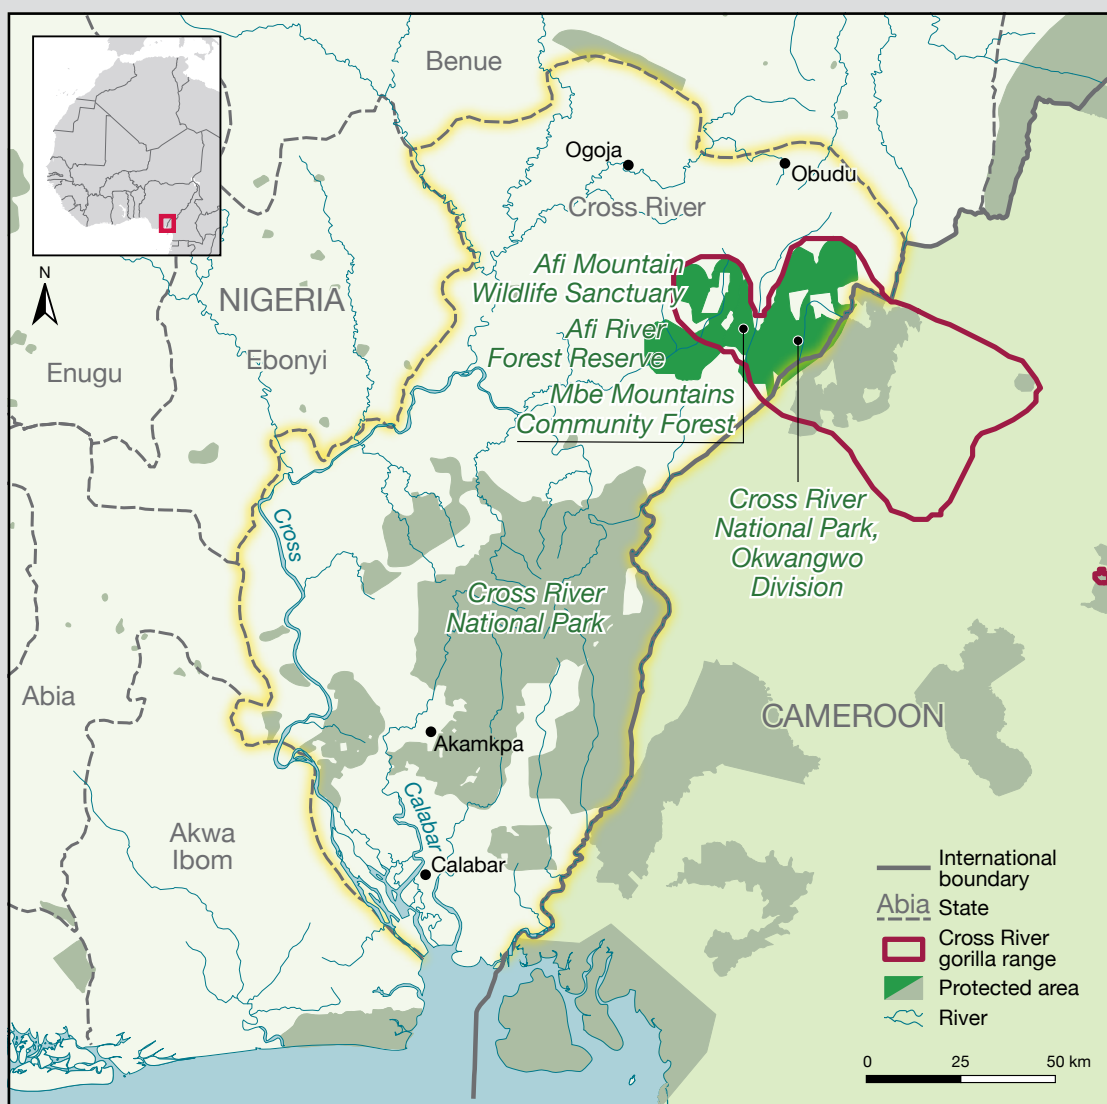 Benue
N
Ogoja
Obudu
Cross River
Afi Mountain
Wildlife Sanctuary
NIGERIA
Afi River
Forest Reserve
Ebonyi
Enugu
Mbe Mountains
Community Forest
Cross
Cross River
National Park,
Okwangwo
Division
Cross River
National Park
Abia
CAMEROON
Akamkpa
Calabar
Akwa
Ibom
Calabar
International
boundary
Abia State
Cross River
gorilla range
Protected area
River
0 25 50 km